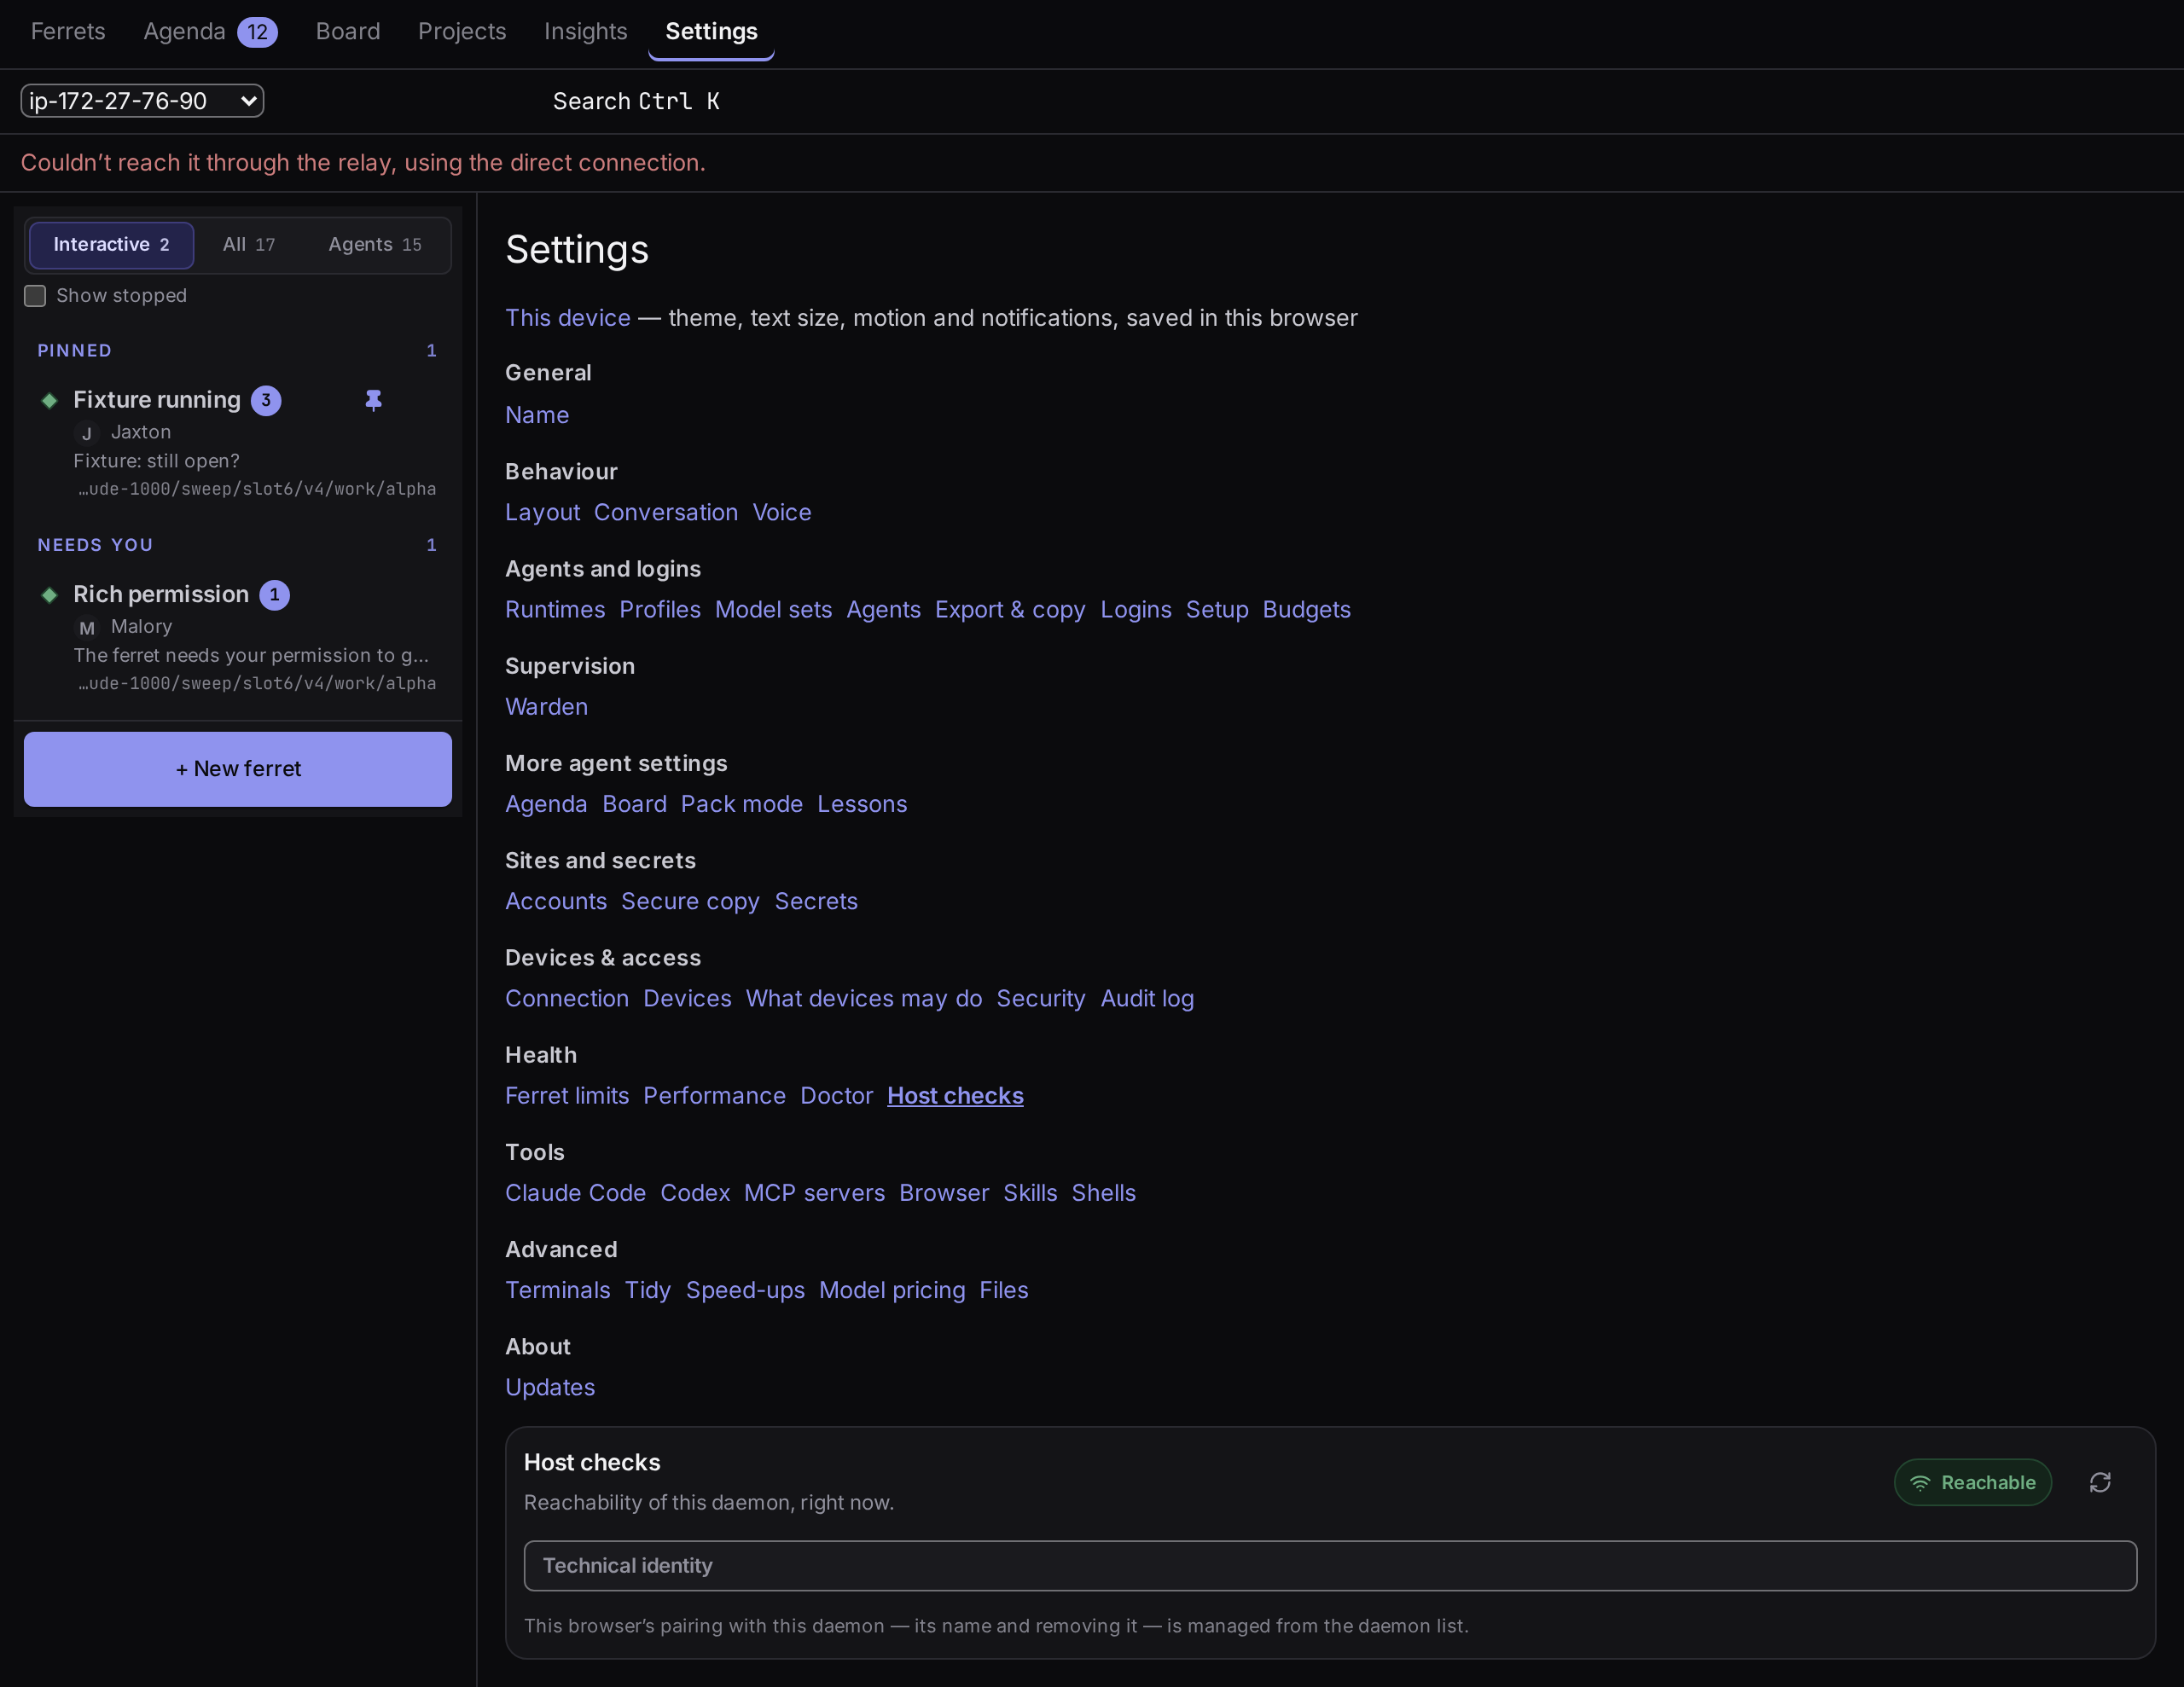 Ferrets Agenda 12 Board Projects Insights Settings
ip-172-27-76-90 Search Ctrl K
Couldn’t reach it through the relay, using the direct connection.
Interactive 2 All 17 Agents 15
Show stopped
PINNED 1
Fixture running 3
J Jaxton
Fixture: still open?
…ude-1000/sweep/slot6/v4/work/alpha
NEEDS YOU 1
Rich permission 1
M Malory
The ferret needs your permission to g…
…ude-1000/sweep/slot6/v4/work/alpha
+ New ferret
Settings
This device — theme, text size, motion and notifications, saved in this browser
General
Name
Behaviour
Layout Conversation Voice
Agents and logins
Runtimes Profiles Model sets Agents Export & copy Logins Setup Budgets
Supervision
Warden
More agent settings
Agenda Board Pack mode Lessons
Sites and secrets
Accounts Secure copy Secrets
Devices & access
Connection Devices What devices may do Security Audit log
Health
Ferret limits Performance Doctor Host checks
Tools
Claude Code Codex MCP servers Browser Skills Shells
Advanced
Terminals Tidy Speed-ups Model pricing Files
About
Updates
Host checks
Reachability of this daemon, right now.
Reachable
Technical identity
This browser’s pairing with this daemon — its name and removing it — is managed from the daemon list.